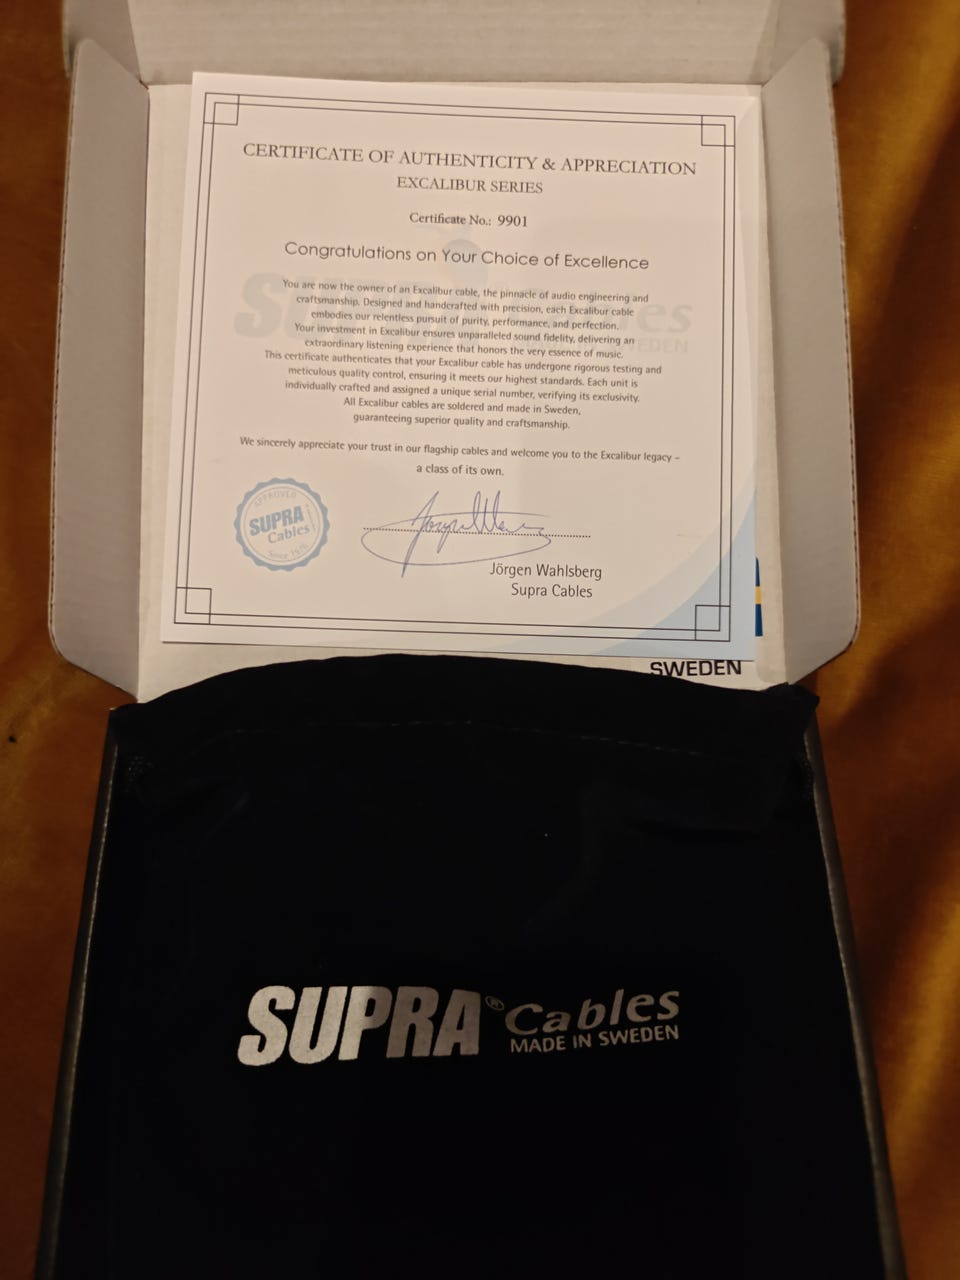 CERTIFICATE OF AUTHENTICITY & APPRECIATION
EXCALIBUR SERIES
Certificate No.: 9901
Congratulations on Your Choice of Excellence
You are now the owner of an Excalibur cable, the pinnacle of audio engineering and
craftsmanship. Designed and handcrafted with precision, each Excalibur cable
embodies our relentless pursuit of purity, performance, and perfection.
Your investment in Excalibur ensures unparalleled sound fidelity, delivering an
extraordinary listening experience that honors the very essence of music.
This certificate authenticates that your Excalibur cable has undergone rigorous testing and
meticulous quality control, ensuring it meets our highest standards. Each unit is
individually crafted and assigned a unique serial number, verifying its exclusivity.
All Excalibur cables are soldered and made in Sweden,
guaranteeing superior quality and craftsmanship.
We sincerely appreciate your trust in our flagship cables and welcome you to the Excalibur legacy –
a class of its own.
APPROVED
SUPRA
Cables
Since 1976
Jörgen Wahlsberg
Supra Cables
SWEDEN
SUPRA® Cables
MADE IN SWEDEN